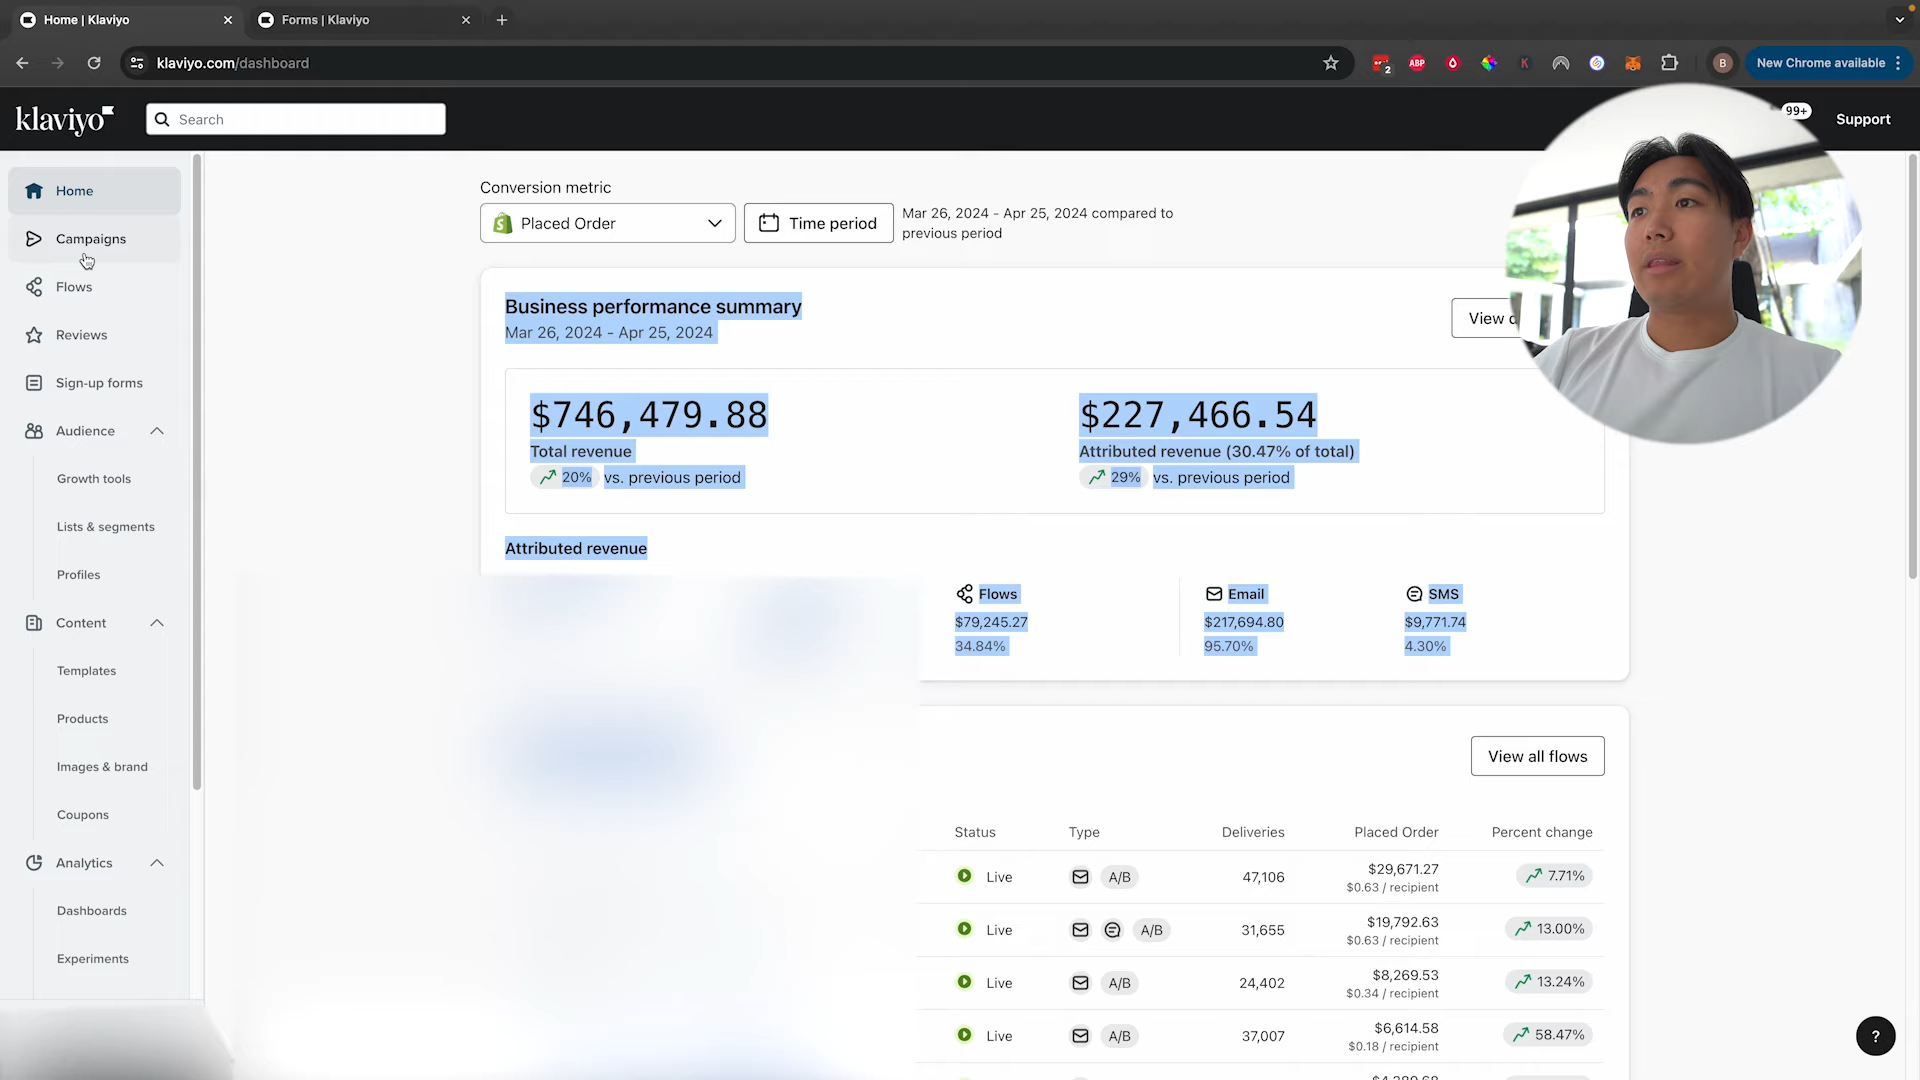 Home | Klaviyo
Forms | Klaviyo
klaviyo.com/dashboard
2
ABP
K
B
New Chrome available
klaviyo
Search
99+
Support
Home
Campaigns
Flows
Reviews
Sign-up forms
Audience
Growth tools
Lists & segments
Profiles
Content
Templates
Products
Images & brand
Coupons
Analytics
Dashboards
Experiments
Conversion metric
Placed Order
Time period
Mar 26, 2024 - Apr 25, 2024 compared to
previous period
Business performance summary
Mar 26, 2024 - Apr 25, 2024
View
$746,479.88
Total revenue
20% vs. previous period
$227,466.54
Attributed revenue (30.47% of total)
29% vs. previous period
Attributed revenue
Flows
$79,245.27
34.84%
Email
$217,694.80
95.70%
SMS
$9,771.74
4.30%
View all flows
Status Type Deliveries Placed Order Percent change
Live A/B 47,106 $29,671.27 7.71%
$0.63 / recipient
Live A/B 31,655 $19,792.63 13.00%
$0.63 / recipient
Live A/B 24,402 $8,269.53 13.24%
$0.34 / recipient
Live A/B 37,007 $6,614.58 58.47%
$0.18 / recipient
?